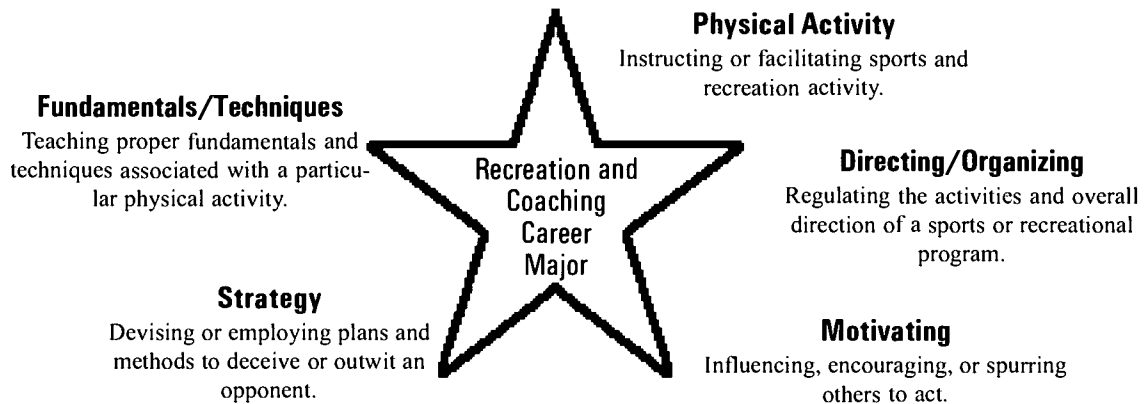 Physical Activity
Instructing or facilitating sports and
recreation activity.
Fundamentals/Techniques
Teaching proper fundamentals and
techniques associated with a particu-
lar physical activity.
Recreation and
Coaching
Career
Major
Directing/Organizing
Regulating the activities and overall
direction of a sports or recreational
program.
Strategy
Devising or employing plans and
methods to deceive or outwit an
opponent.
Motivating
Influencing, encouraging, or spurring
others to act.